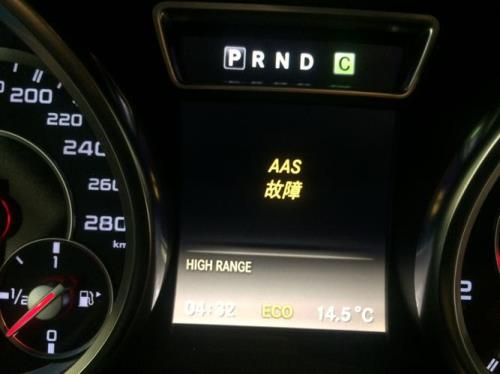 P R N D C
200
220
240
260
280
km
AAS
故障
HIGH RANGE
04:32 ECO 14.5°C
1
1/2
0
2